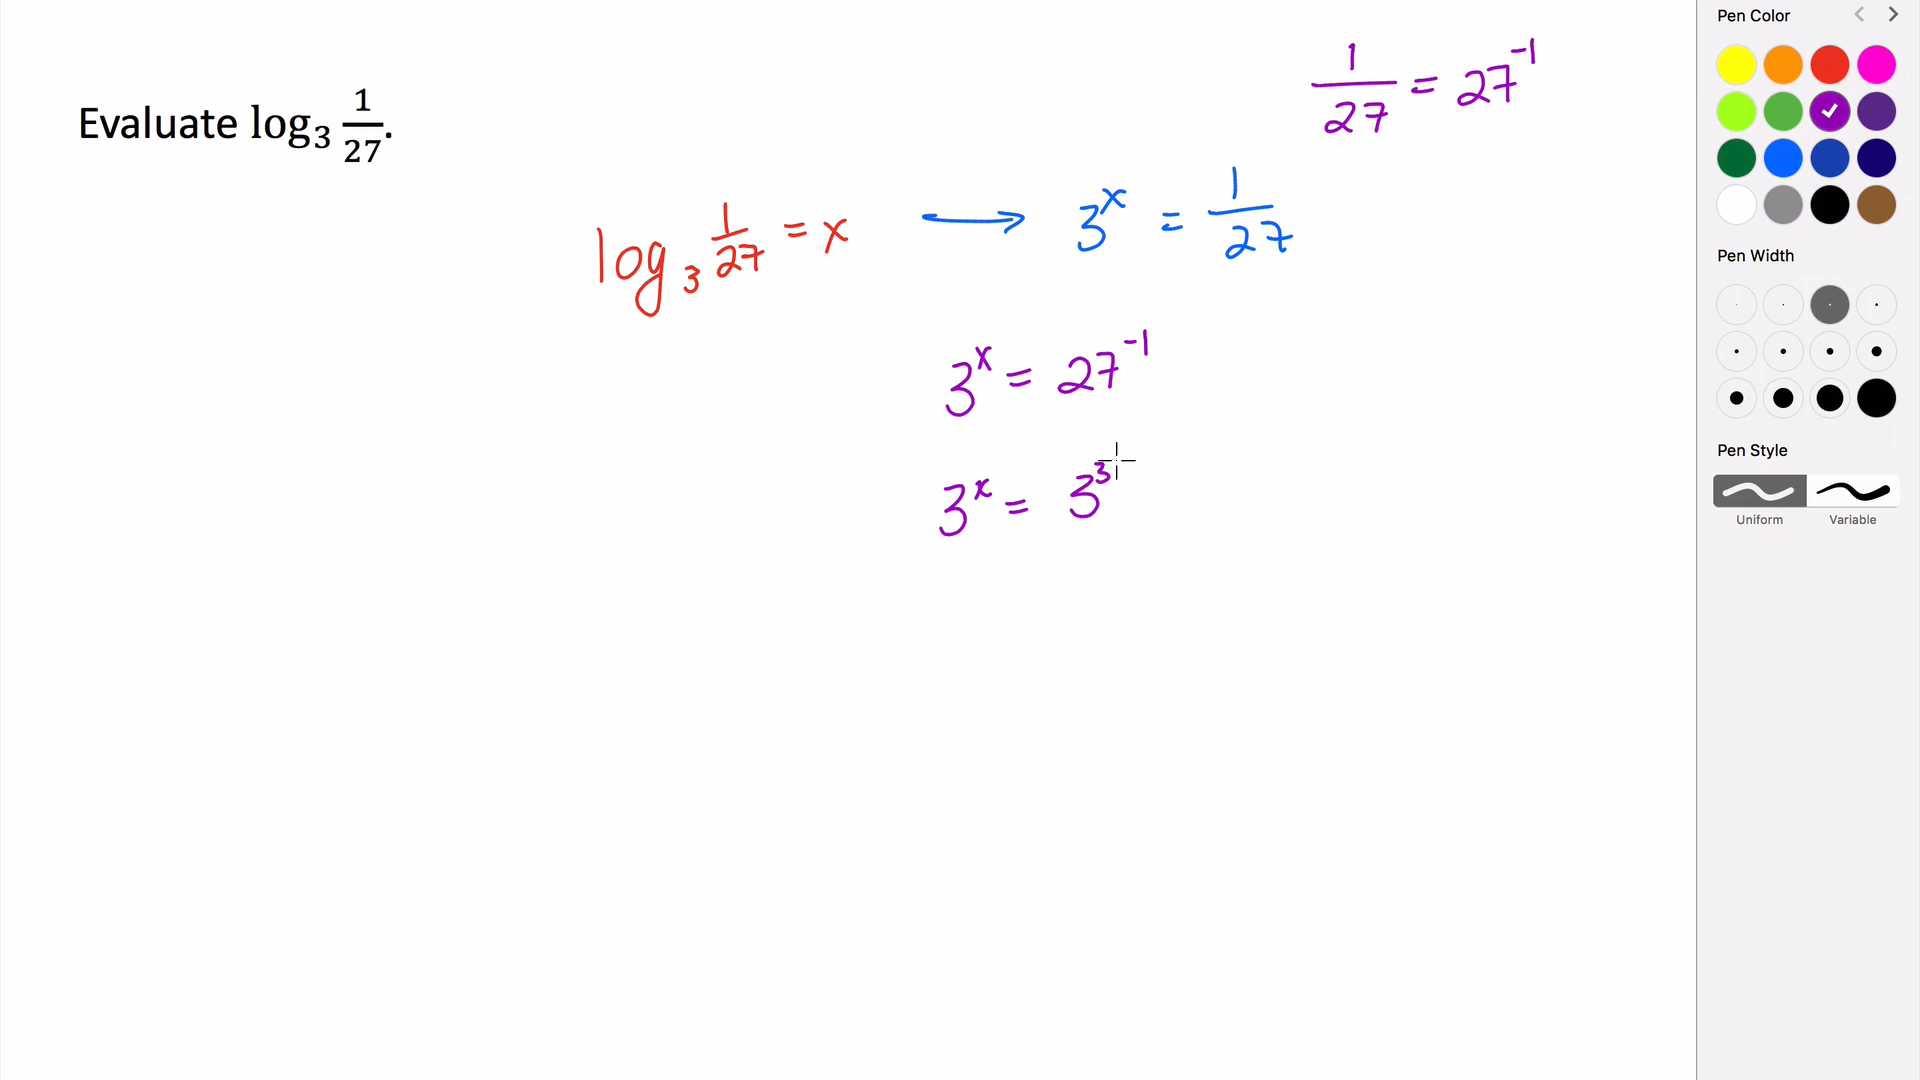 Evaluate log₃ 1/27.
1/27 = 27⁻¹
log₃ 1/27 = x ⟶ 3ˣ = 1/27
3ˣ = 27⁻¹
3ˣ = 3³
Pen Color
Pen Width
Pen Style
Uniform Variable